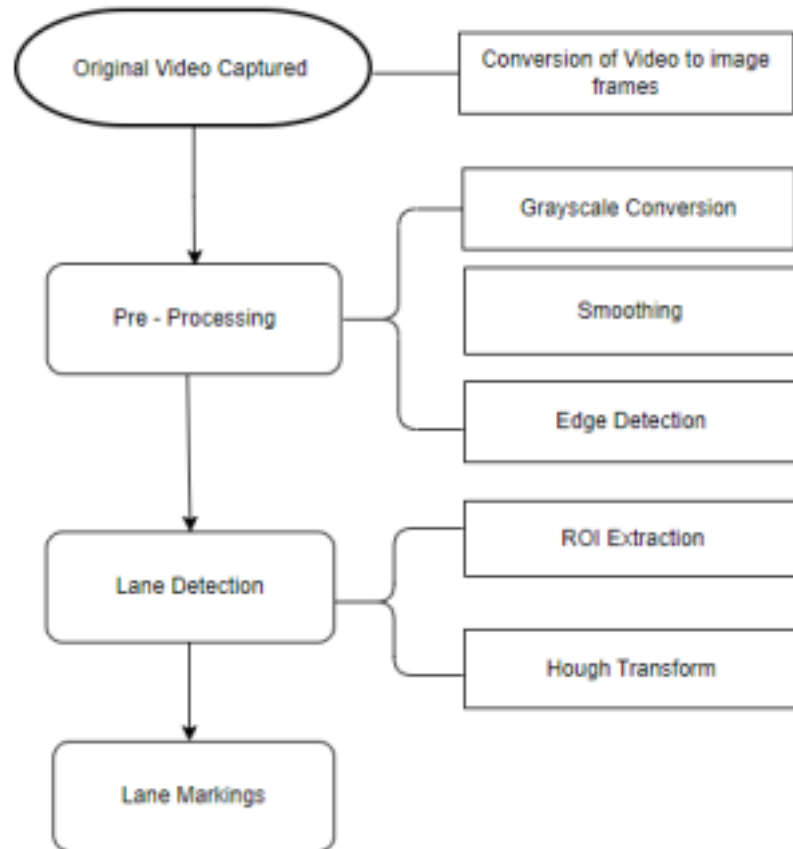 Original Video Captured
Conversion of Video to image
frames
Grayscale Conversion
Pre - Processing
Smoothing
Edge Detection
ROI Extraction
Lane Detection
Hough Transform
Lane Markings